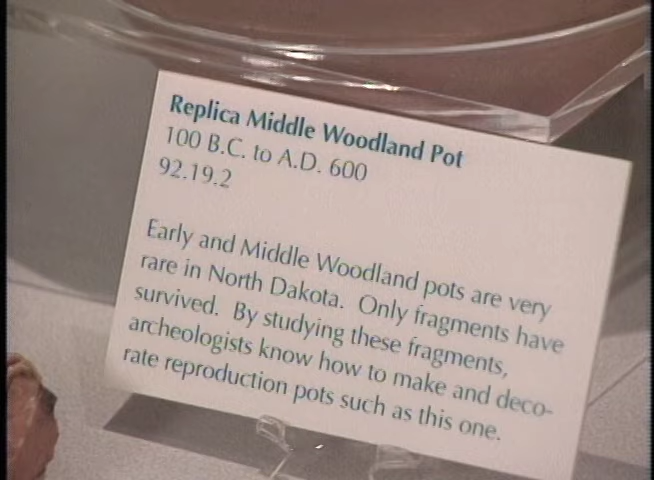 Replica Middle Woodland Pot
100 B.C. to A.D. 600
92.19.2
Early and Middle Woodland pots are very
rare in North Dakota. Only fragments have
survived. By studying these fragments,
archeologists know how to make and deco-
rate reproduction pots such as this one.